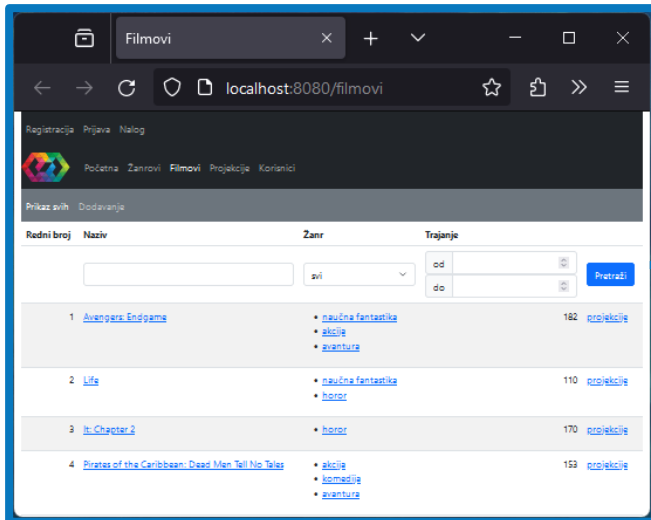 Filmovi
localhost:8080/filmovi
Registracija Prijava Nalog
Početna Žanrovi Filmovi Projekcije Korisnici
Prikaz svih Dodavanje
Redni broj Naziv Žanr Trajanje
svi od do Pretraži
1 Avengers: Endgame naučna fantastika 182 projekcije
akcija
avantura
2 Life naučna fantastika 110 projekcije
horor
3 It: Chapter 2 horor 170 projekcije
4 Pirates of the Caribbean: Dead Men Tell No Tales akcija 153 projekcije
komedija
avantura